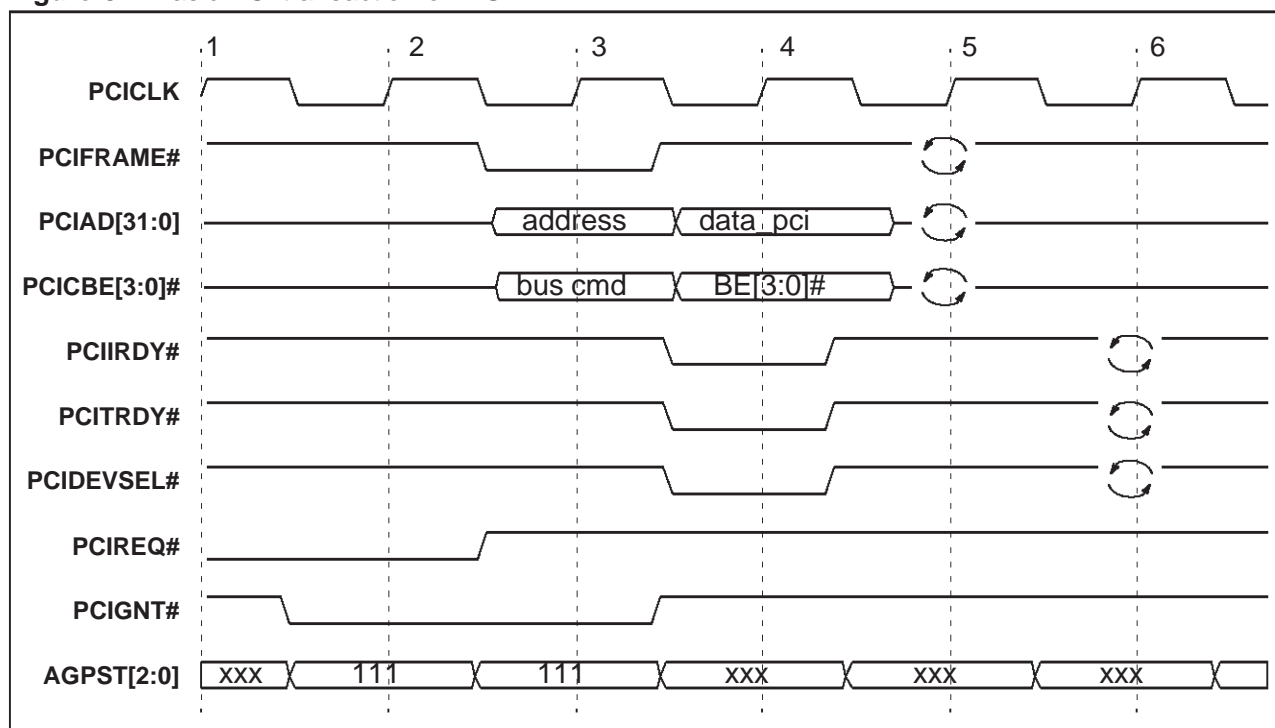 1 2 3 4 5 6
PCICLK
PCIFRAME#
PCIAD[31:0] address data_pci
PCICBE[3:0]# bus cmd BE[3:0]#
PCIIRDY#
PCITRDY#
PCIDEVSEL#
PCIREQ#
PCIGNT#
AGPST[2:0] xxx 111 111 xxx xxx xxx